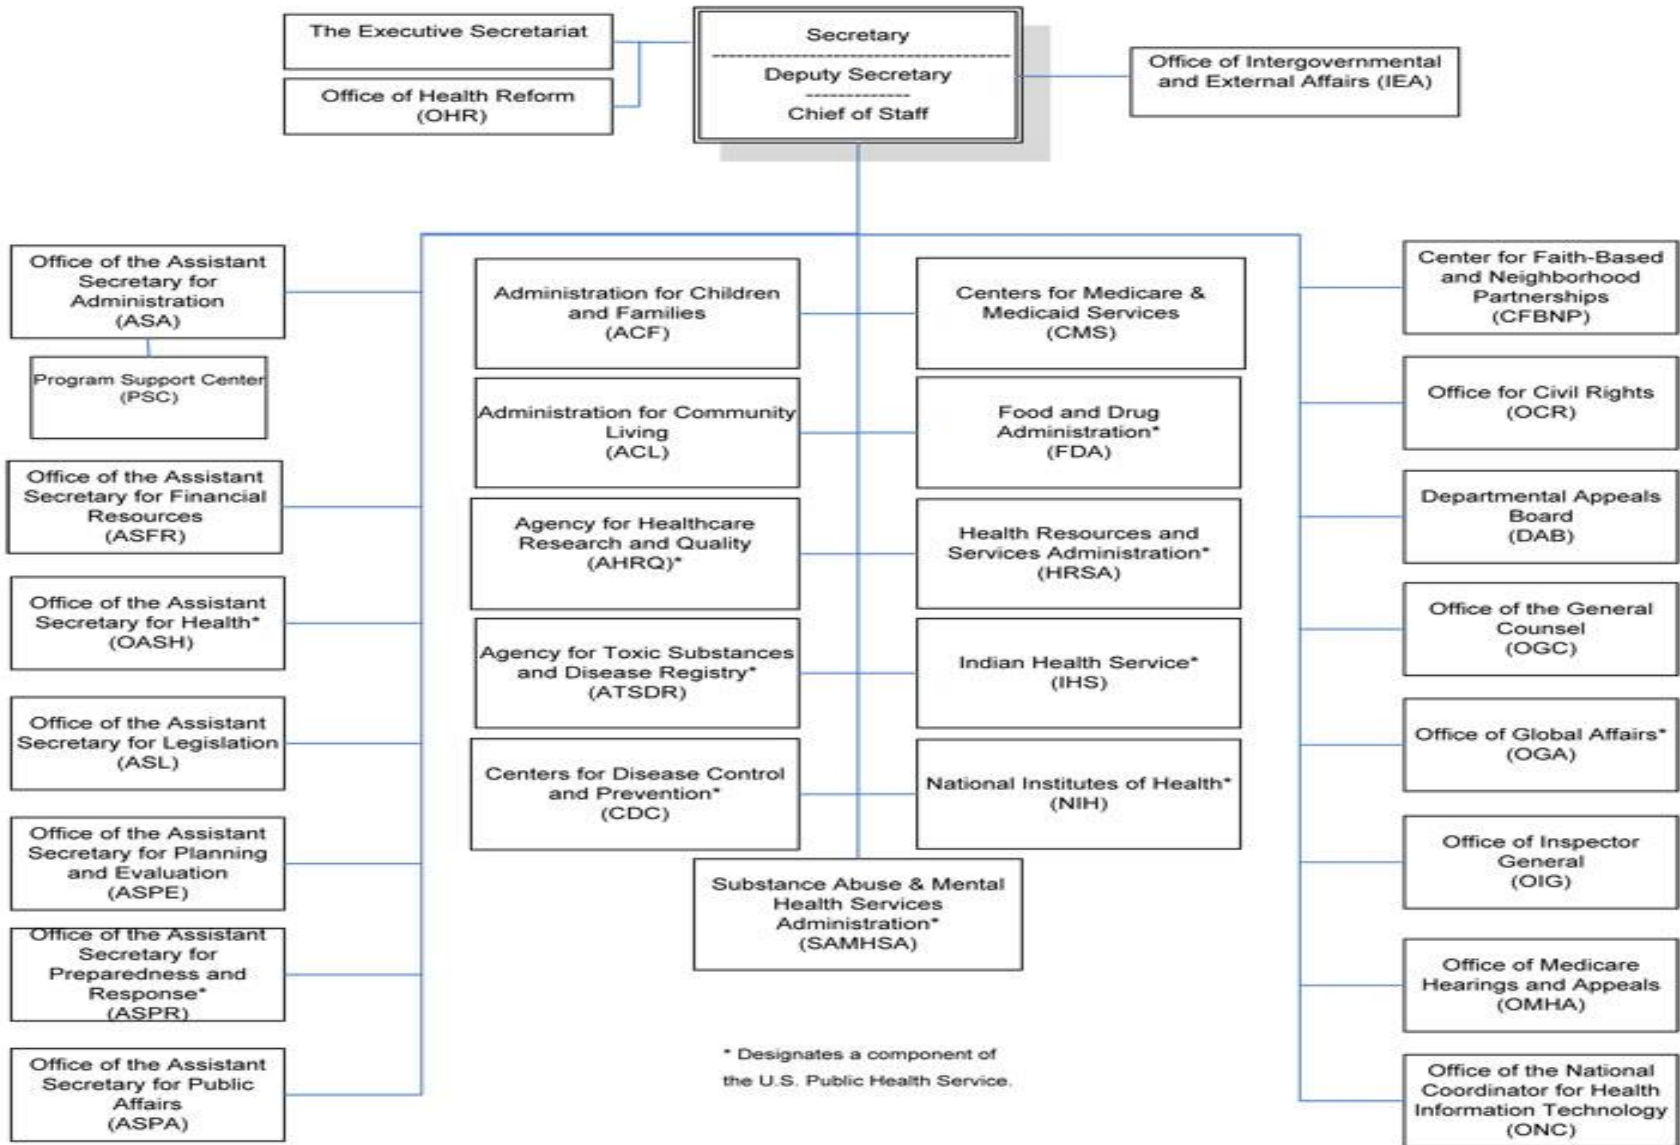 The Executive Secretariat
Office of Health Reform
(OHR)
Secretary
Deputy Secretary
Chief of Staff
Office of Intergovernmental
and External Affairs (IEA)
Office of the Assistant
Secretary for
Administration
(ASA)
Program Support Center
(PSC)
Office of the Assistant
Secretary for Financial
Resources
(ASFR)
Office of the Assistant
Secretary for Health*
(OASH)
Office of the Assistant
Secretary for Legislation
(ASL)
Office of the Assistant
Secretary for Planning
and Evaluation
(ASPE)
Office of the Assistant
Secretary for
Preparedness and
Response*
(ASPR)
Office of the Assistant
Secretary for Public
Affairs
(ASPA)
Administration for Children
and Families
(ACF)
Administration for Community
Living
(ACL)
Agency for Healthcare
Research and Quality
(AHRQ)*
Agency for Toxic Substances
and Disease Registry*
(ATSDR)
Centers for Disease Control
and Prevention*
(CDC)
Centers for Medicare &
Medicaid Services
(CMS)
Food and Drug
Administration*
(FDA)
Health Resources and
Services Administration*
(HRSA)
Indian Health Service*
(IHS)
National Institutes of Health*
(NIH)
Substance Abuse & Mental
Health Services
Administration*
(SAMHSA)
* Designates a component of
the U.S. Public Health Service.
Center for Faith-Based
and Neighborhood
Partnerships
(CFBNP)
Office for Civil Rights
(OCR)
Departmental Appeals
Board
(DAB)
Office of the General
Counsel
(OGC)
Office of Global Affairs*
(OGA)
Office of Inspector
General
(OIG)
Office of Medicare
Hearings and Appeals
(OMHA)
Office of the National
Coordinator for Health
Information Technology
(ONC)